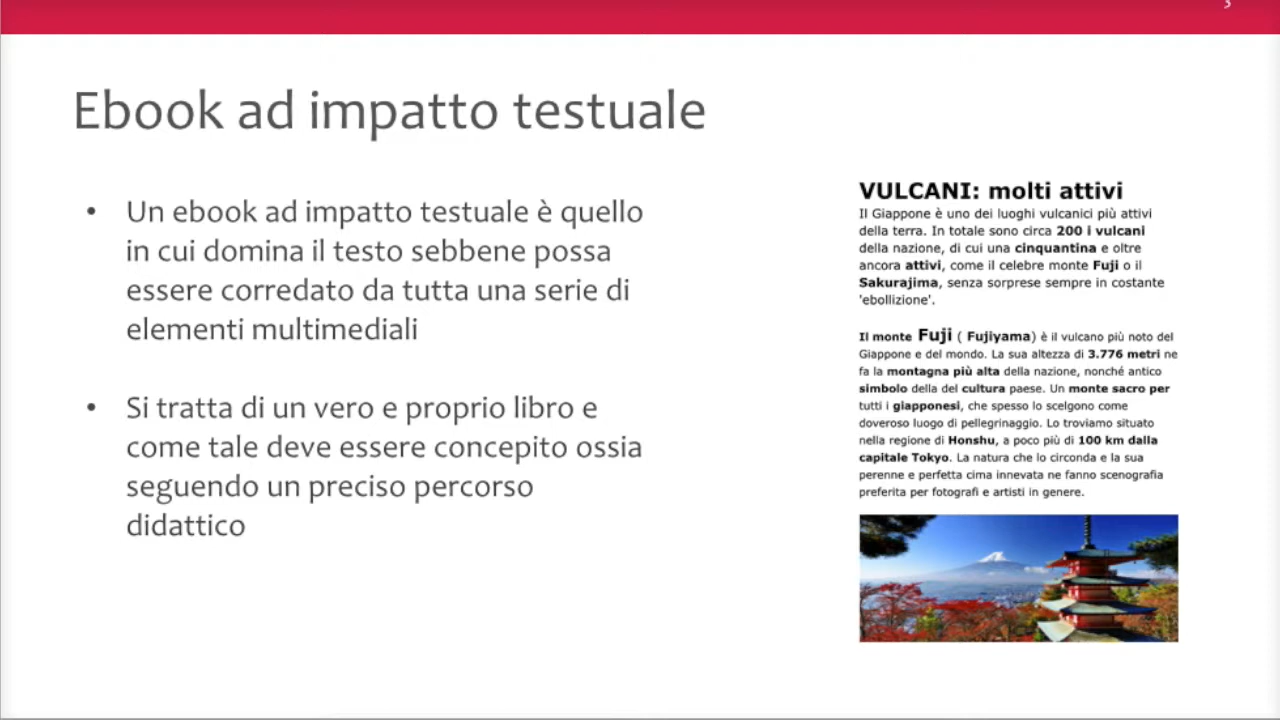 Ebook ad impatto testuale
• Un ebook ad impatto testuale è quello
in cui domina il testo sebbene possa
essere corredato da tutta una serie di
elementi multimediali
• Si tratta di un vero e proprio libro e
come tale deve essere concepito ossia
seguendo un preciso percorso
didattico
VULCANI: molti attivi
Il Giappone è uno dei luoghi vulcanici più attivi
della terra. In totale sono circa 200 i vulcani
della nazione, di cui una cinquantina e oltre
ancora attivi, come il celebre monte Fuji o il
Sakurajima, senza sorprese sempre in costante
'ebollizione'.
Il monte Fuji ( Fujiyama) è il vulcano più noto del
Giappone e del mondo. La sua altezza di 3.776 metri ne
fa la montagna più alta della nazione, nonché antico
simbolo della del cultura paese. Un monte sacro per
tutti i giapponesi, che spesso lo scelgono come
doveroso luogo di pellegrinaggio. Lo troviamo situato
nella regione di Honshu, a poco più di 100 km dalla
capitale Tokyo. La natura che lo circonda e la sua
perenne e perfetta cima innevata ne fanno scenografia
preferita per fotografi e artisti in genere.